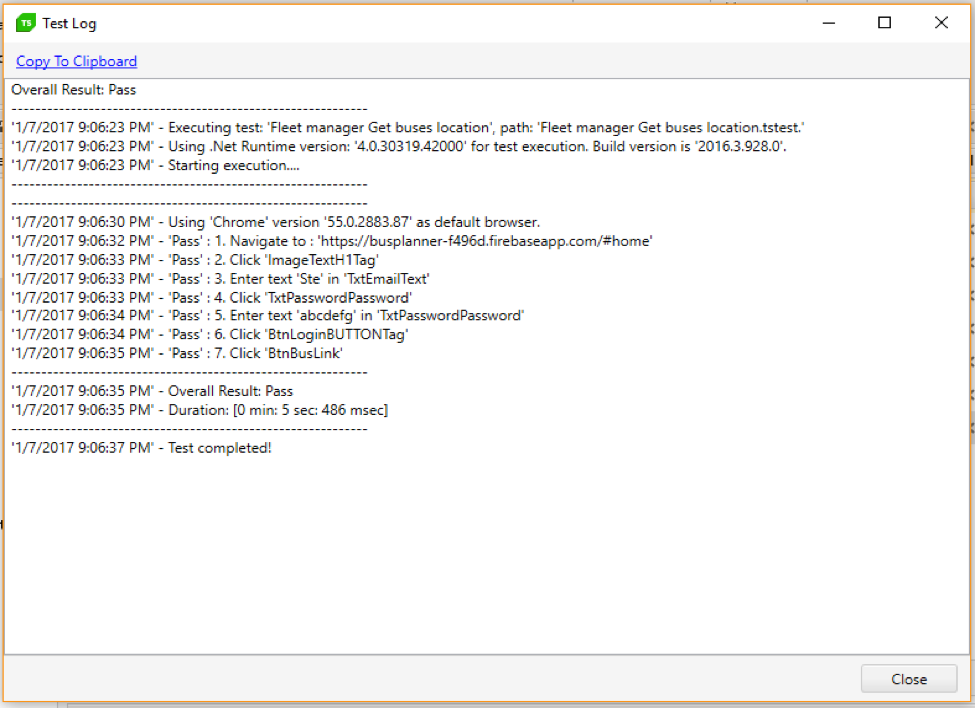 TS Test Log
Copy To Clipboard
Overall Result: Pass
------------------------------------------------------------
'1/7/2017 9:06:23 PM' - Executing test: 'Fleet manager Get buses location', path: 'Fleet manager Get buses location.tstest.'
'1/7/2017 9:06:23 PM' - Using .Net Runtime version: '4.0.30319.42000' for test execution. Build version is '2016.3.928.0'.
'1/7/2017 9:06:23 PM' - Starting execution....
------------------------------------------------------------
------------------------------------------------------------
'1/7/2017 9:06:30 PM' - Using 'Chrome' version '55.0.2883.87' as default browser.
'1/7/2017 9:06:32 PM' - 'Pass' : 1. Navigate to : 'https://busplanner-f496d.firebaseapp.com/#home'
'1/7/2017 9:06:33 PM' - 'Pass' : 2. Click 'ImageTextH1Tag'
'1/7/2017 9:06:33 PM' - 'Pass' : 3. Enter text 'Ste' in 'TxtEmailText'
'1/7/2017 9:06:33 PM' - 'Pass' : 4. Click 'TxtPasswordPassword'
'1/7/2017 9:06:34 PM' - 'Pass' : 5. Enter text 'abcdefg' in 'TxtPasswordPassword'
'1/7/2017 9:06:34 PM' - 'Pass' : 6. Click 'BtnLoginBUTTONTag'
'1/7/2017 9:06:35 PM' - 'Pass' : 7. Click 'BtnBusLink'
------------------------------------------------------------
'1/7/2017 9:06:35 PM' - Overall Result: Pass
'1/7/2017 9:06:35 PM' - Duration: [0 min: 5 sec: 486 msec]
------------------------------------------------------------
'1/7/2017 9:06:37 PM' - Test completed!
Close